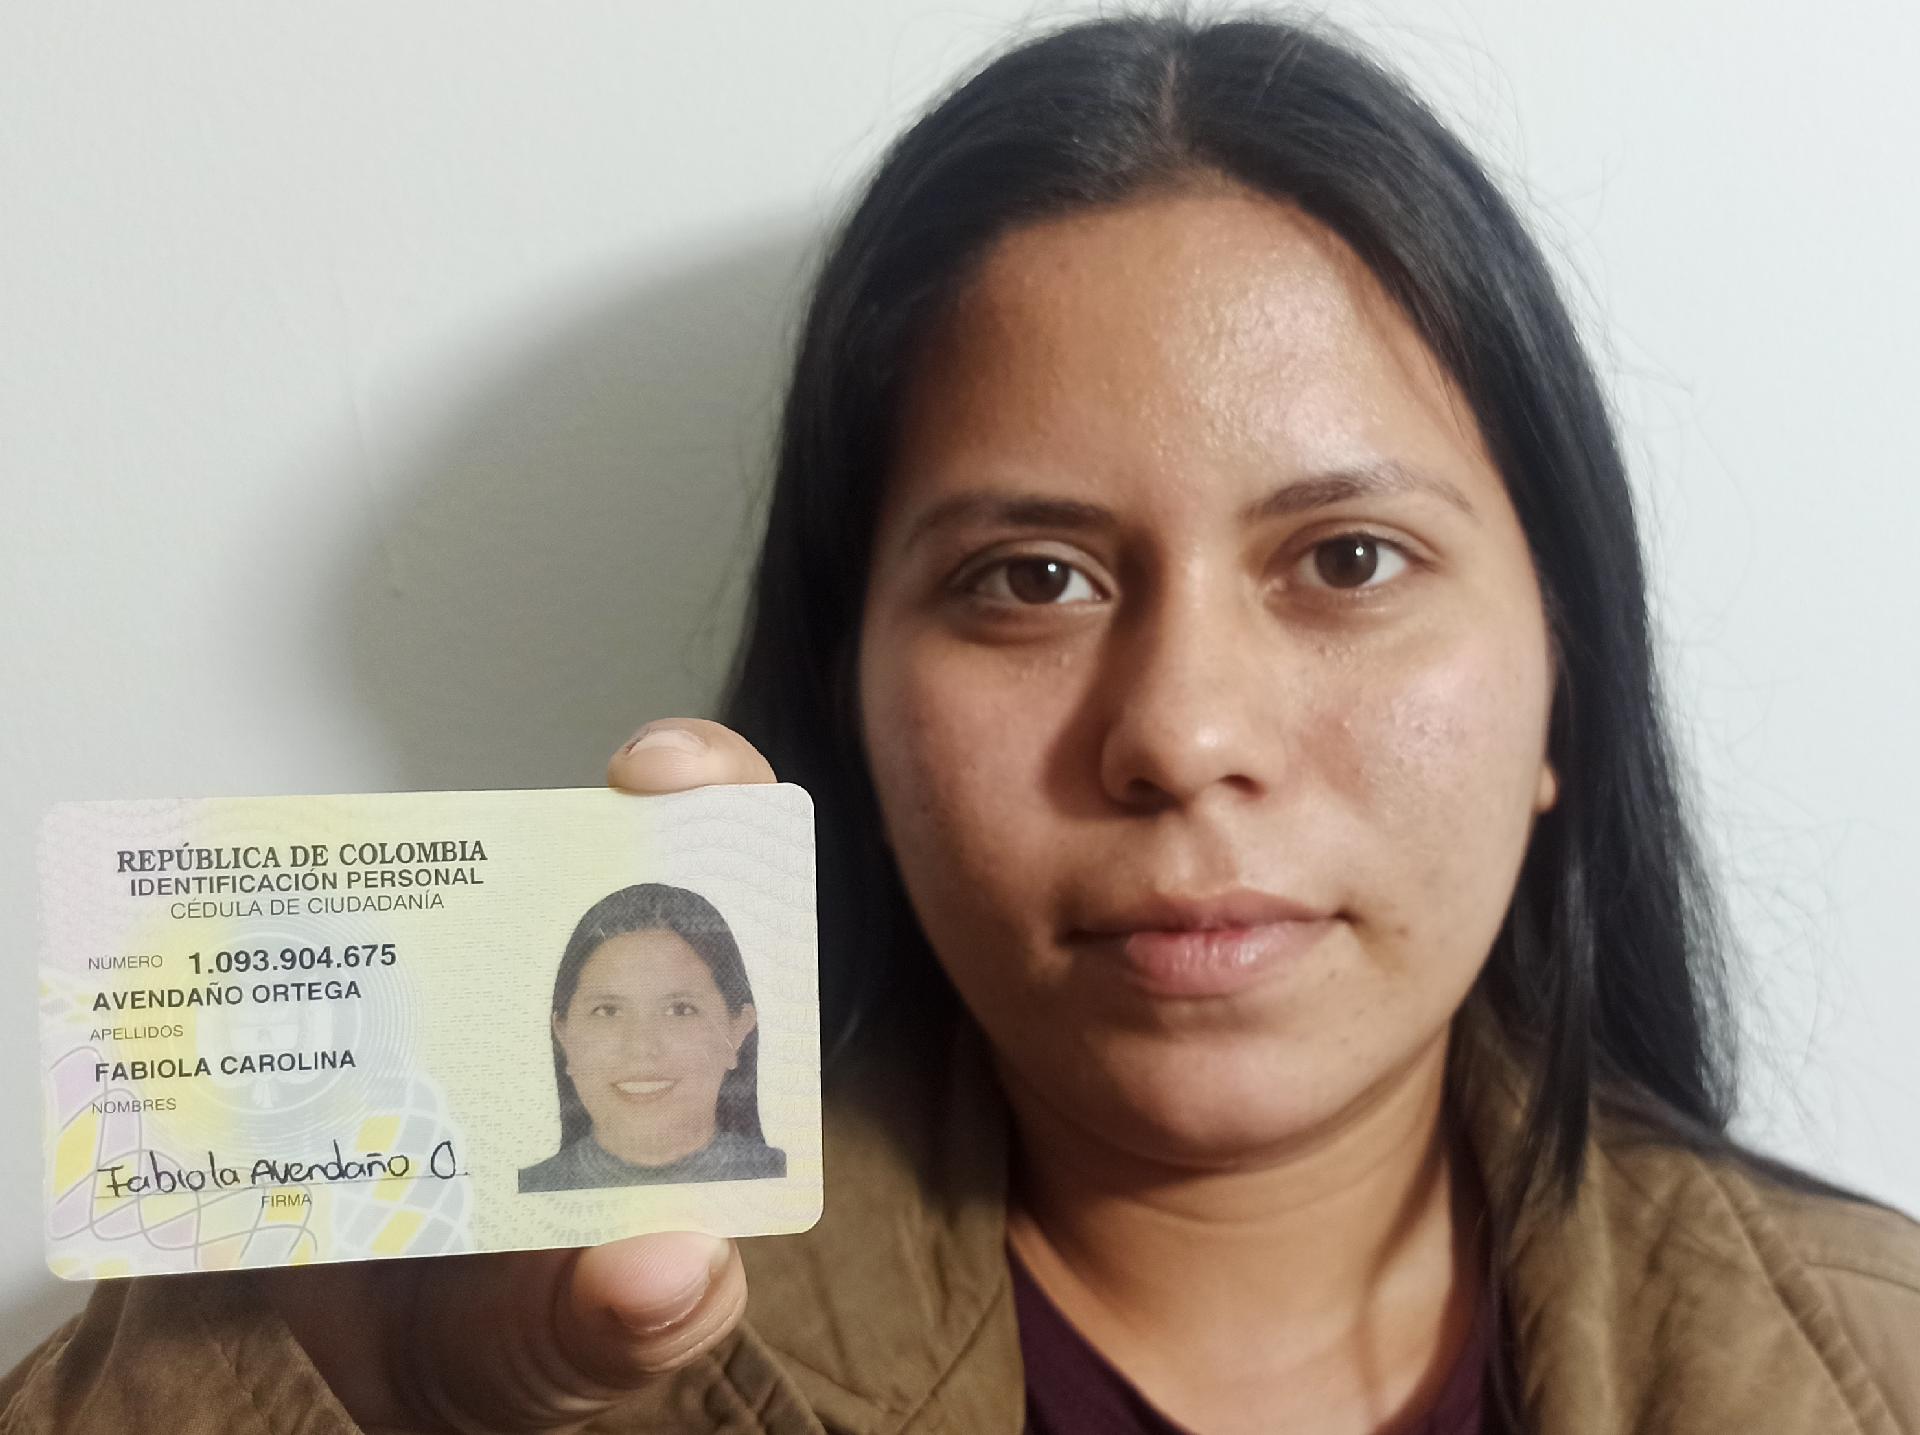 REPÚBLICA DE COLOMBIA
IDENTIFICACIÓN PERSONAL
CÉDULA DE CIUDADANÍA
NÚMERO 1.093.904.675
AVENDAÑO ORTEGA
APELLIDOS
FABIOLA CAROLINA
NOMBRES
Fabiola Avendaño O.
FIRMA